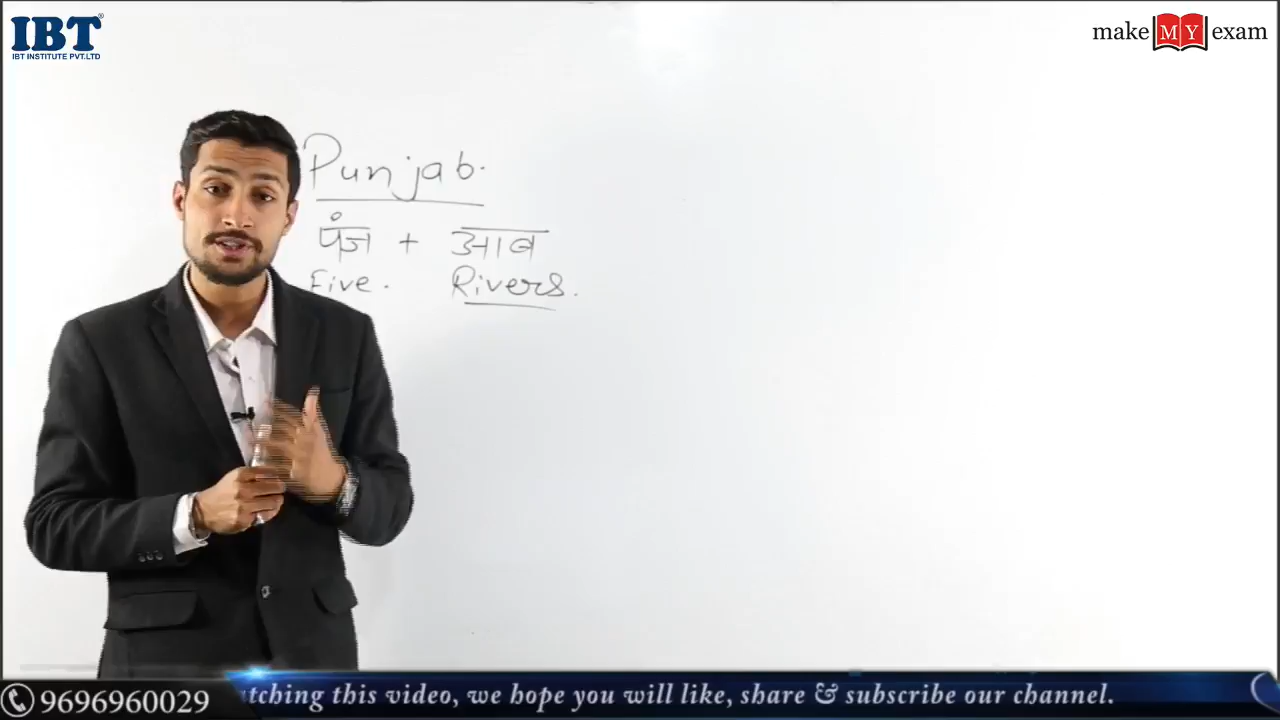 IBT
IBT INSTITUTE PVT.LTD
make MY exam
Punjab.
पंज + आब
Five. Rivers.
9696960029
tching this video, we hope you will like, share & subscribe our channel.